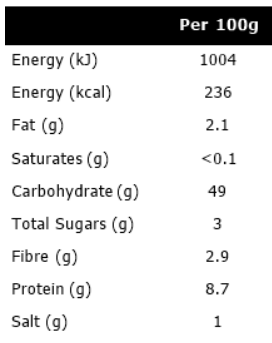 Per 100g
Energy (kJ) 1004
Energy (kcal) 236
Fat (g) 2.1
Saturates (g) <0.1
Carbohydrate (g) 49
Total Sugars (g) 3
Fibre (g) 2.9
Protein (g) 8.7
Salt (g) 1